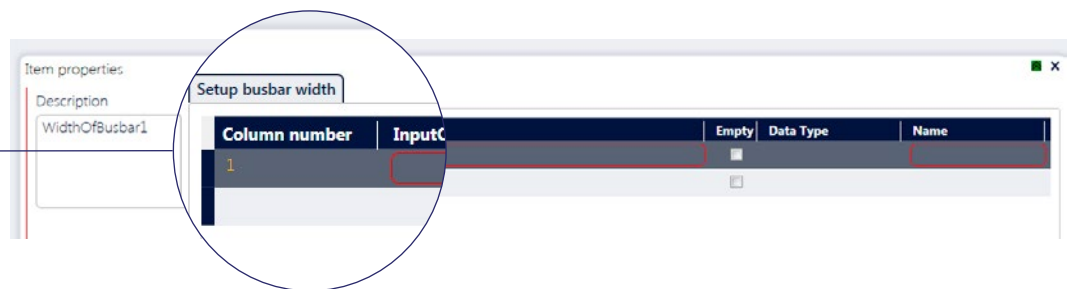 Item properties
X
Description
Setup busbar width
WidthOfBusbar1
Column number InputC Empty Data Type Name
1